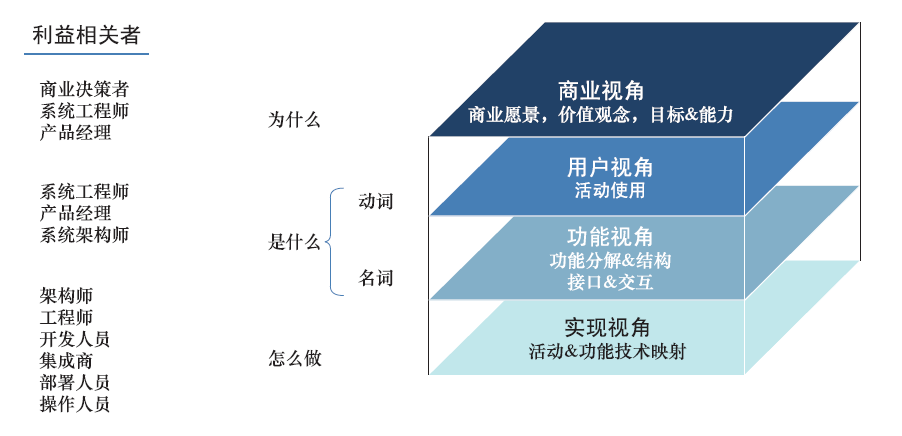 利益相关者
商业决策者
系统工程师
产品经理
为什么
商业视角
商业愿景，价值观念，目标&能力
系统工程师
产品经理
系统架构师
是什么
动词
名词
用户视角
活动使用
功能视角
功能分解&结构
接口&交互
架构师
工程师
开发人员
集成商
部署人员
操作人员
怎么做
实现视角
活动&功能技术映射